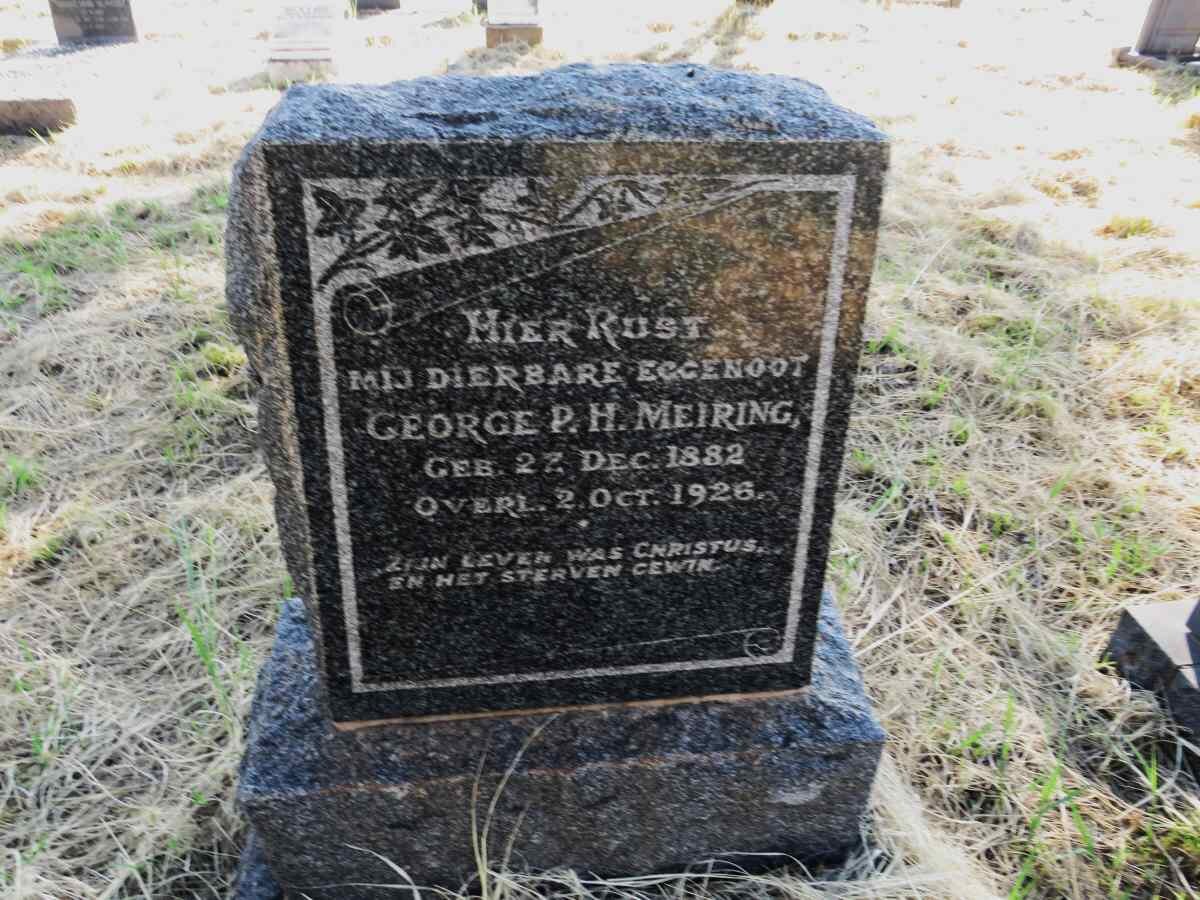 HIER RUST
MIJ DIERBARE EGGENOOT
GEORGE P. H. MEIRING,
GEB. 27. DEC. 1882
OVERL. 2. OCT. 1926.
ZIJN LEVEN WAS CHRISTUS,
EN HET STERVEN GEWIN.